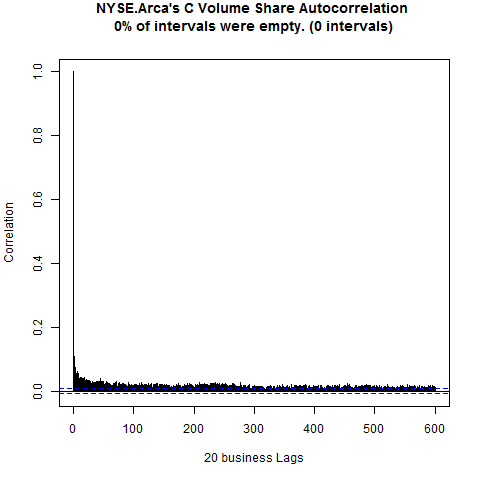 NYSE.Arca's C Volume Share Autocorrelation
0% of intervals were empty. (0 intervals)
Correlation
1.0
0.8
0.6
0.4
0.2
0.0
0 100 200 300 400 500 600
20 business Lags